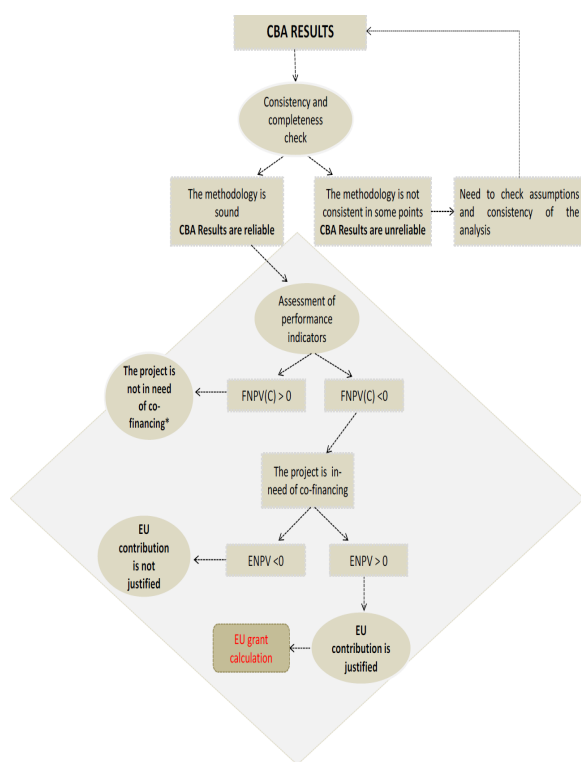 CBA RESULTS
Consistency and
completeness
check
The methodology is
sound
CBA Results are reliable
The methodology is not
consistent in some points
CBA Results are unreliable
Need to check assumptions
and consistency of the
analysis
Assessment of
performance
indicators
The project is
not in need
of co-
financing*
FNPV(C) > 0
FNPV(C) <0
The project is in-
need of co-financing
EU
contribution
is not
justified
ENPV <0
ENPV > 0
EU grant
calculation
EU
contribution is
justified